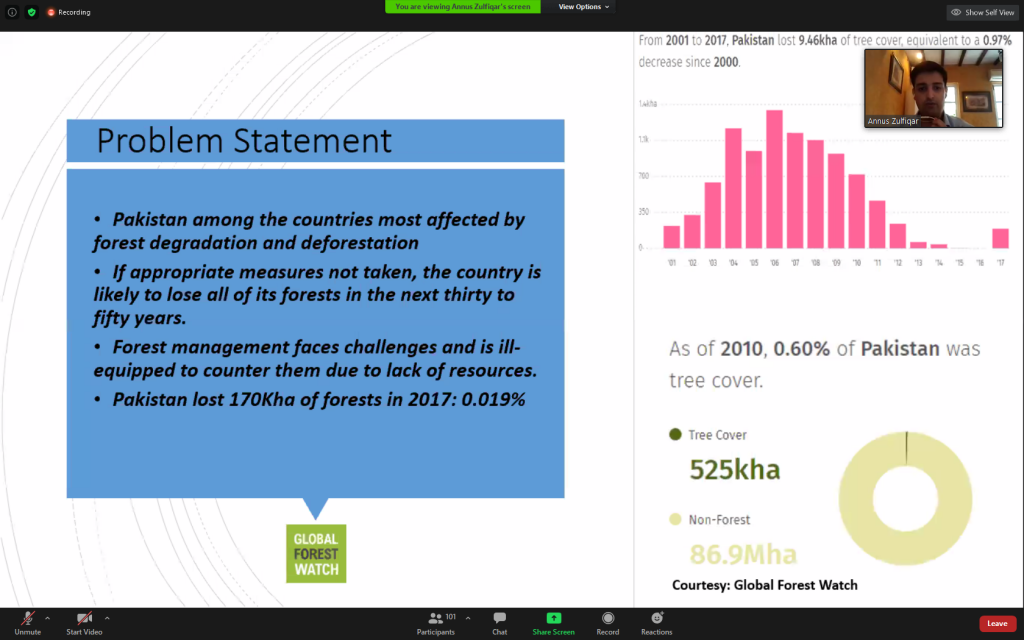 Recording
You are viewing Annus Zulfiqar's screen
View Options
Show Self View
Problem Statement
• Pakistan among the countries most affected by
forest degradation and deforestation
• If appropriate measures not taken, the country is
likely to lose all of its forests in the next thirty to
fifty years.
• Forest management faces challenges and is ill-
equipped to counter them due to lack of resources.
• Pakistan lost 170Kha of forests in 2017: 0.019%
GLOBAL
FOREST
WATCH
From 2001 to 2017, Pakistan lost 9.46kha of tree cover, equivalent to a 0.97%
decrease since 2000.
Annus Zulfiqar
1.4kha
1.1k
700
350
0
'01 '02 '03 '04 '05 '06 '07 '08 '09 '10 '11 '12 '13 '14 '15 '16 '17
As of 2010, 0.60% of Pakistan was
tree cover.
Tree Cover
525kha
Non-Forest
86.9Mha
Courtesy: Global Forest Watch
Unmute
Start Video
101
Participants
Chat
Share Screen
Record
Reactions
Leave